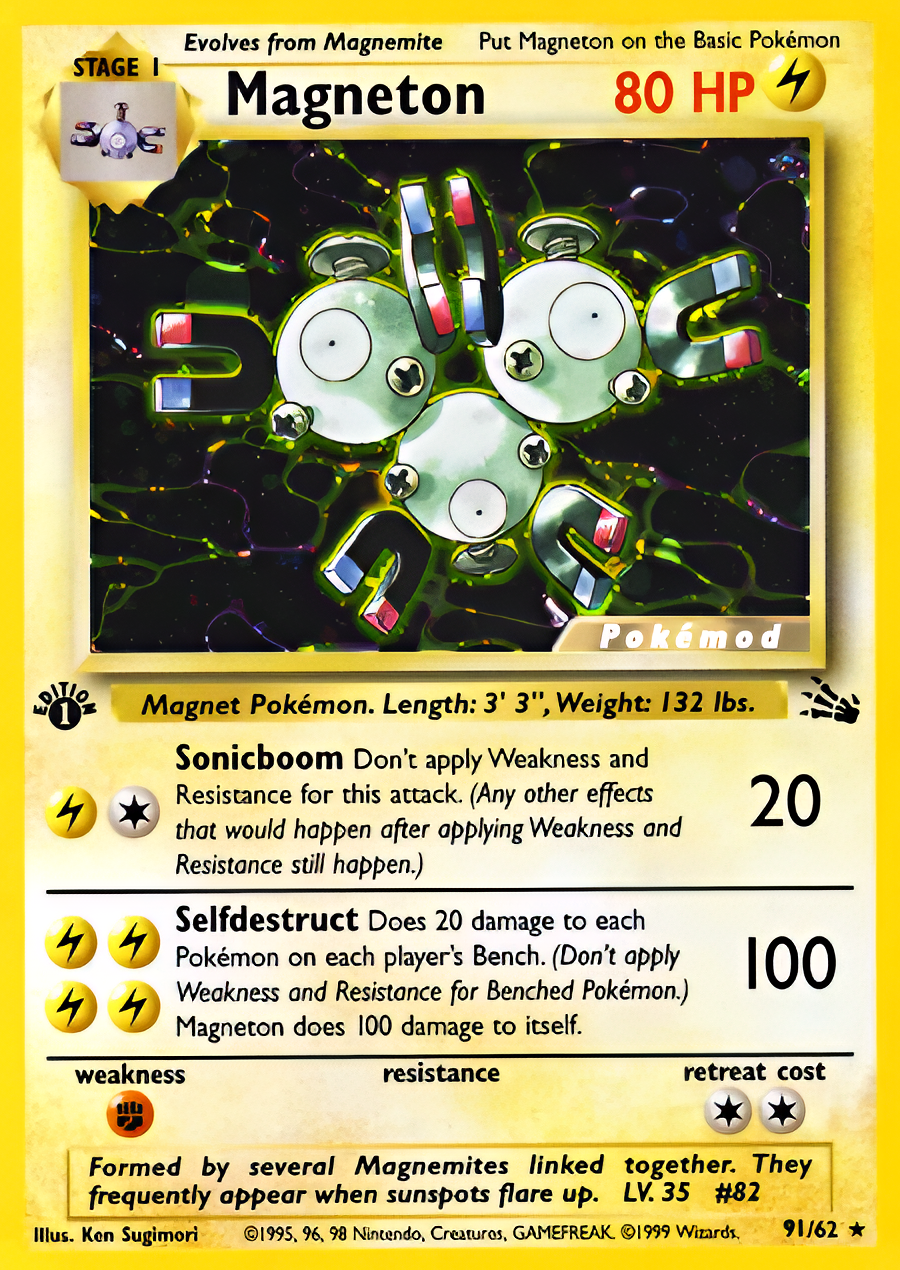 Evolves from Magnemite Put Magneton on the Basic Pokémon
STAGE 1
Magneton 80 HP
Pokémod
EDITION
1
Magnet Pokémon. Length: 3' 3", Weight: 132 lbs.
Sonicboom Don't apply Weakness and
Resistance for this attack. (Any other effects
that would happen after applying Weakness and
Resistance still happen.)
20
Selfdestruct Does 20 damage to each
Pokémon on each player's Bench. (Don't apply
Weakness and Resistance for Benched Pokémon.)
Magneton does 100 damage to itself.
100
weakness resistance retreat cost
Formed by several Magnemites linked together. They
frequently appear when sunspots flare up. LV. 35 #82
Illus. Ken Sugimori ©1995, 96, 98 Nintendo, Creatures, GAMEFREAK. ©1999 Wizards. 91/62 ★